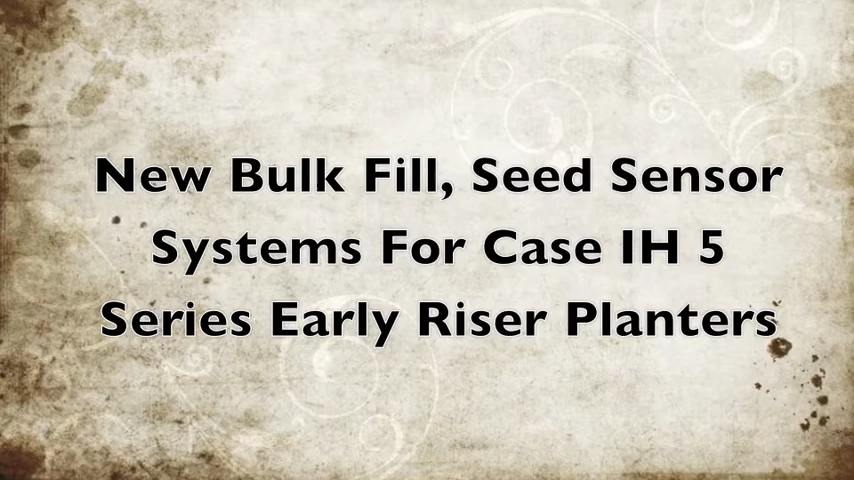 New Bulk Fill, Seed Sensor
Systems For Case IH 5
Series Early Riser Planters